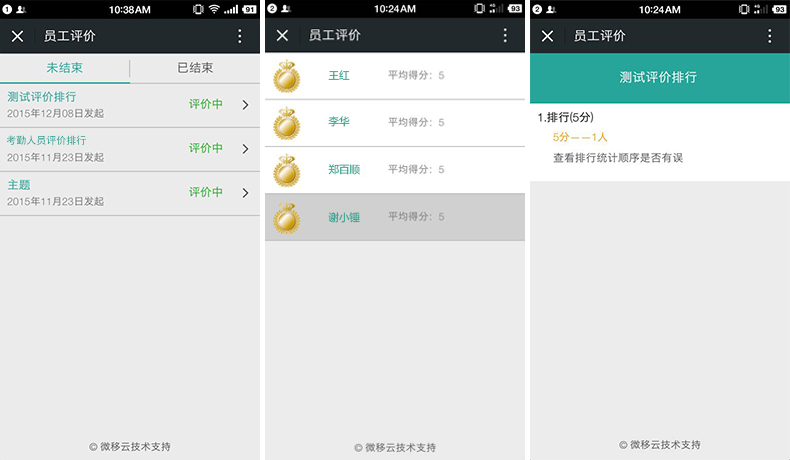 10:38AM
91
员工评价
未结束
已结束
测试评价排行
2015年12月08日发起
评价中
考勤人员评价排行
2015年11月23日发起
评价中
主题
2015年11月23日发起
评价中
© 微移云技术支持
2
10:24AM
4G
93
员工评价
王红
平均得分：5
李华
平均得分：5
郑百顺
平均得分：5
谢小锤
平均得分：5
© 微移云技术支持
2
10:24AM
4G
93
员工评价
测试评价排行
1.排行(5分)
5分——1人
查看排行统计顺序是否有误
© 微移云技术支持